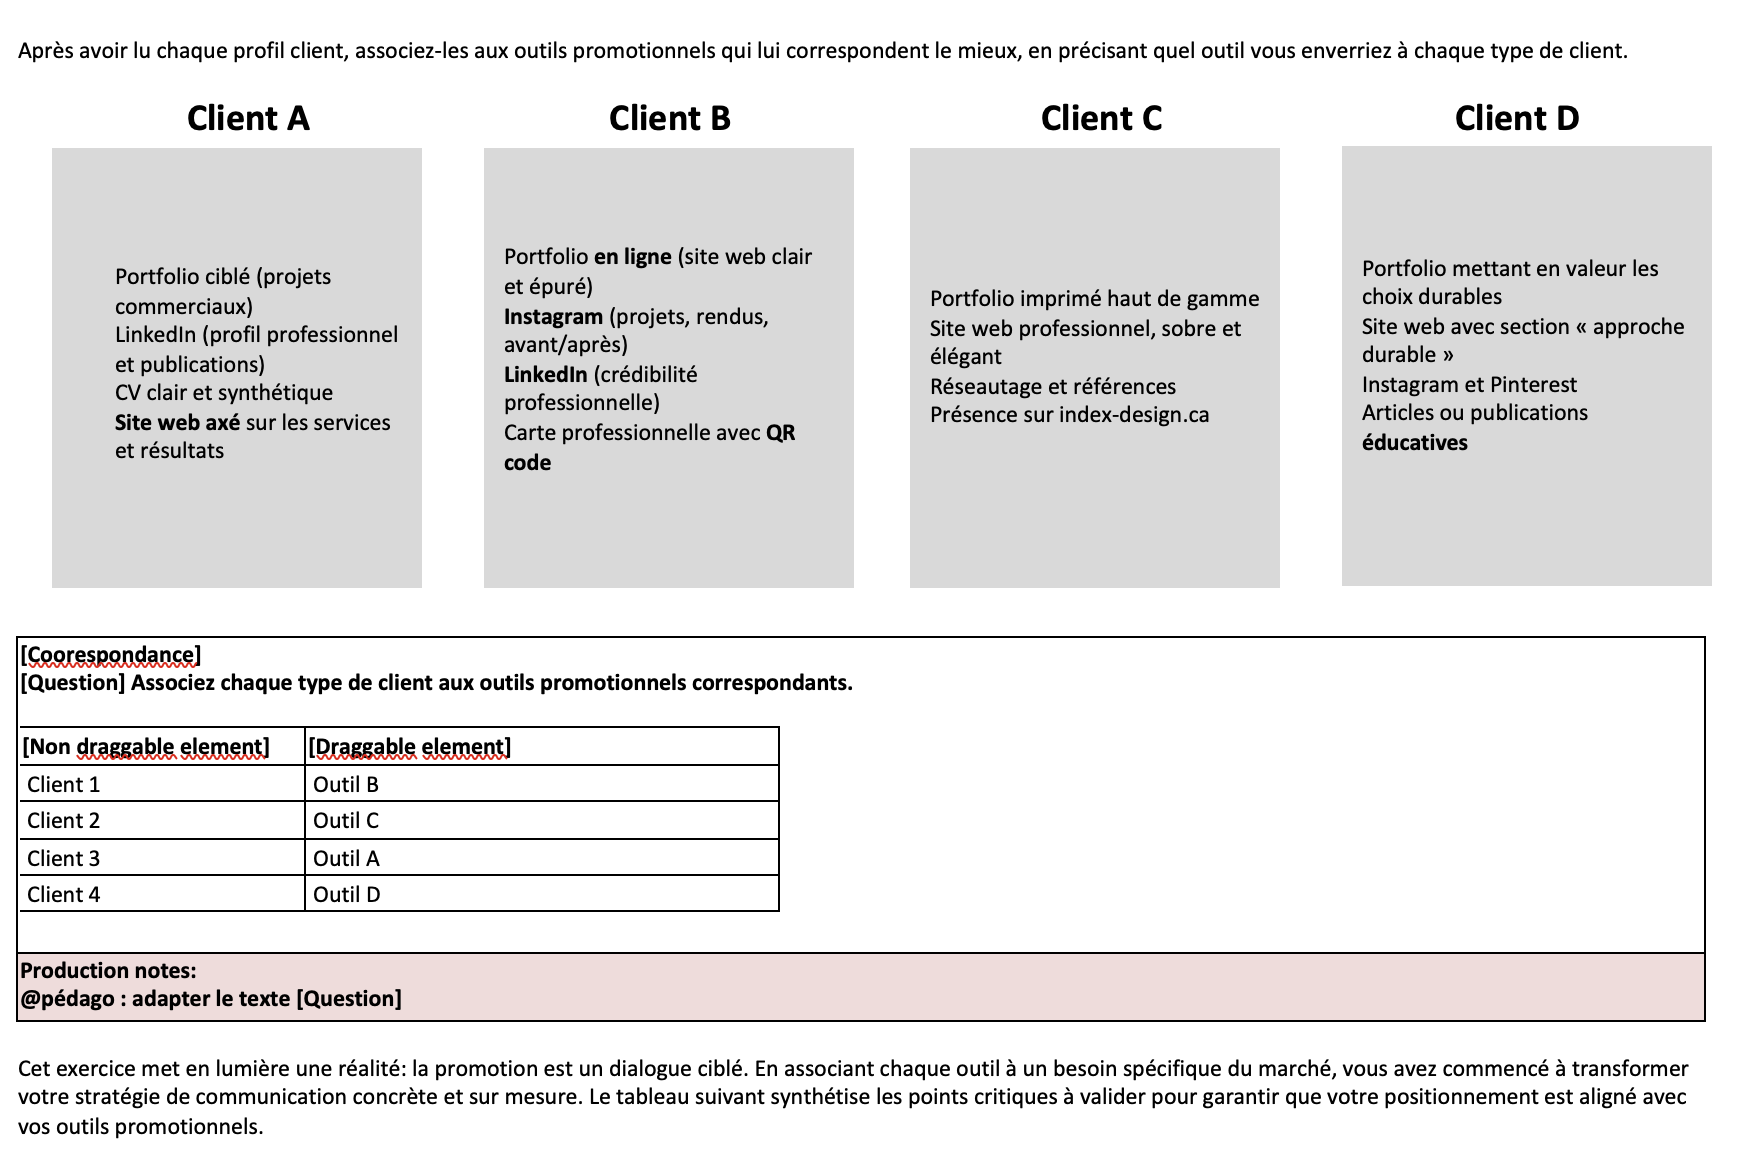 Après avoir lu chaque profil client, associez-les aux outils promotionnels qui lui correspondent le mieux, en précisant quel outil vous enverriez à chaque type de client.
Client A
Portfolio ciblé (projets
commerciaux)
LinkedIn (profil professionnel
et publications)
CV clair et synthétique
Site web axé sur les services
et résultats
Client B
Portfolio en ligne (site web clair
et épuré)
Instagram (projets, rendus,
avant/après)
LinkedIn (crédibilité
professionnelle)
Carte professionnelle avec QR
code
Client C
Portfolio imprimé haut de gamme
Site web professionnel, sobre et
élégant
Réseautage et références
Présence sur index-design.ca
Client D
Portfolio mettant en valeur les
choix durables
Site web avec section « approche
durable »
Instagram et Pinterest
Articles ou publications
éducatives
[Coorespondance]
[Question] Associez chaque type de client aux outils promotionnels correspondants.
[Non draggable element] [Draggable element]
Client 1 Outil B
Client 2 Outil C
Client 3 Outil A
Client 4 Outil D
Production notes:
@pédago : adapter le texte [Question]
Cet exercice met en lumière une réalité: la promotion est un dialogue ciblé. En associant chaque outil à un besoin spécifique du marché, vous avez commencé à transformer
votre stratégie de communication concrète et sur mesure. Le tableau suivant synthétise les points critiques à valider pour garantir que votre positionnement est aligné avec
vos outils promotionnels.